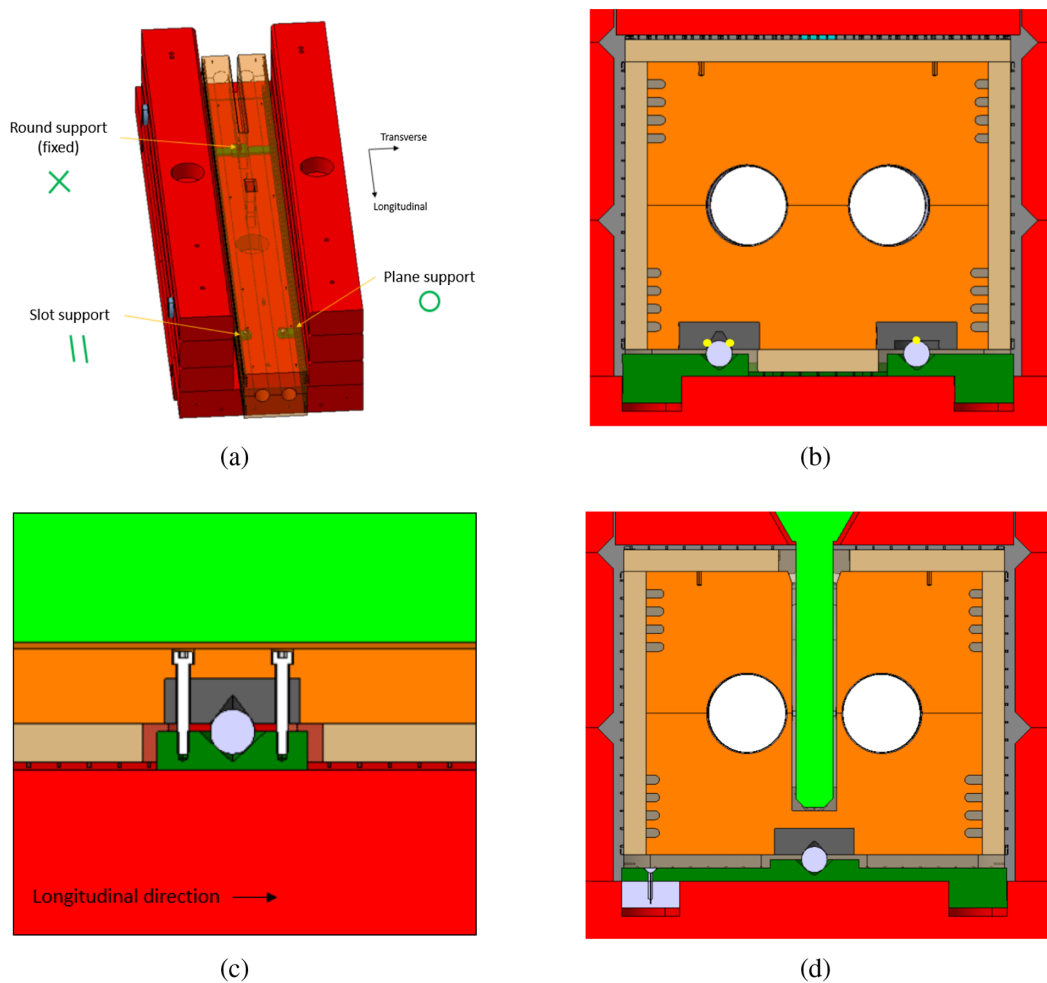 Round support
(fixed)
Transverse
Longitudinal
Plane support
Slot support
(a)
(b)
Longitudinal direction
(c)
(d)